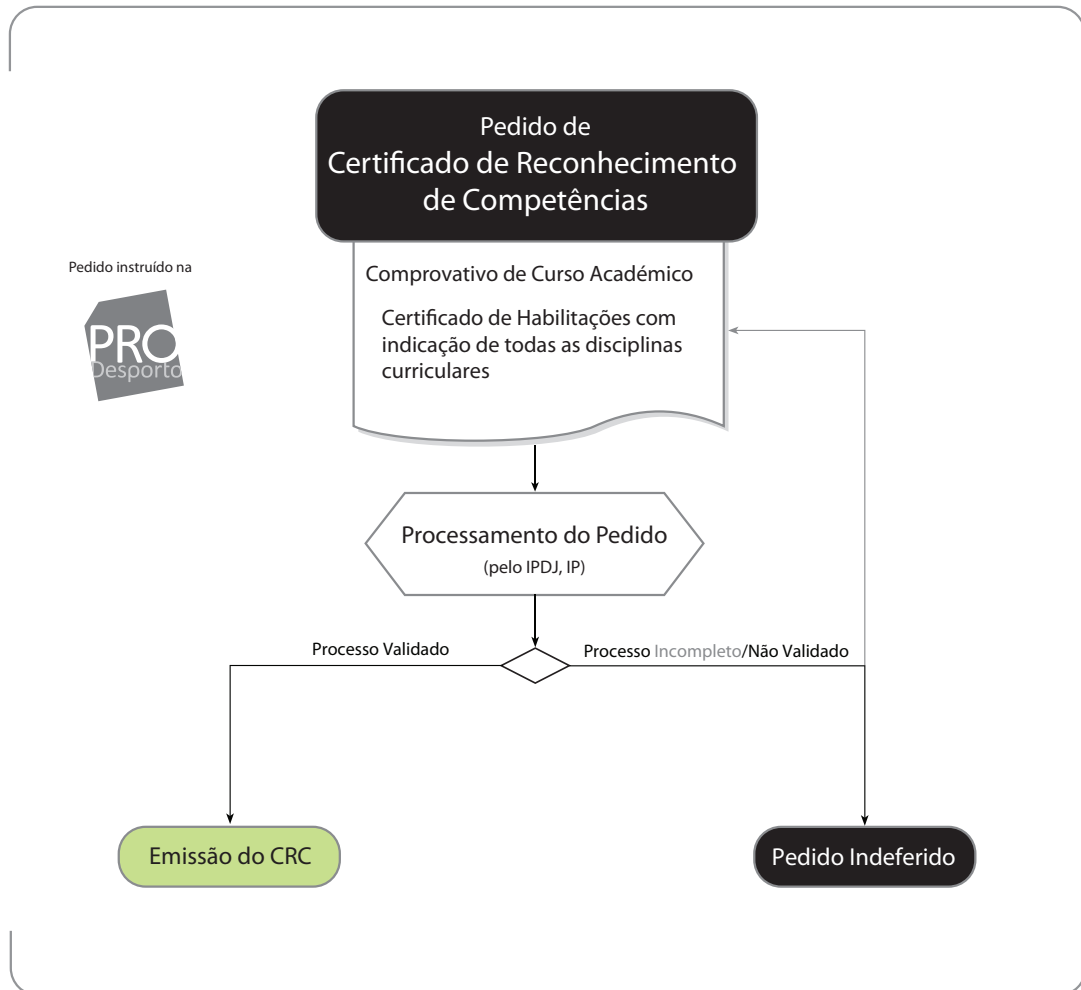 Pedido de
Certificado de Reconhecimento
de Competências
Pedido instruído na
PRO
Desporto
Comprovativo de Curso Académico
Certificado de Habilitações com
indicação de todas as disciplinas
curriculares
Processamento do Pedido
(pelo IPDJ, IP)
Processo Validado
Processo Incompleto/Não Validado
Emissão do CRC
Pedido Indeferido